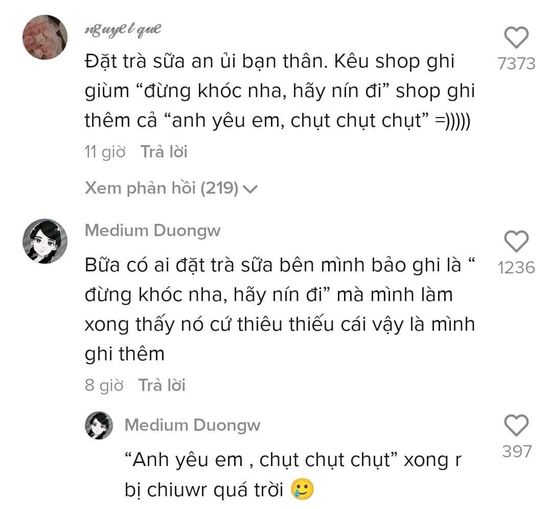 nguyet que
7373
Đặt trà sữa an ủi bạn thân. Kêu shop ghi
giùm “đừng khóc nha, hãy nín đi” shop ghi
thêm cả “anh yêu em, chụt chụt chụt” =)))))
11 giờ Trả lời
Xem phản hồi (219)
Medium Duongw
1236
Bữa có ai đặt trà sữa bên mình bảo ghi là “
đừng khóc nha, hãy nín đi” mà mình làm
xong thấy nó cứ thiêu thiếu cái vậy là mình
ghi thêm
8 giờ Trả lời
Medium Duongw
397
“Anh yêu em , chụt chụt chụt” xong r
bị chiuwr quá trời 🥲